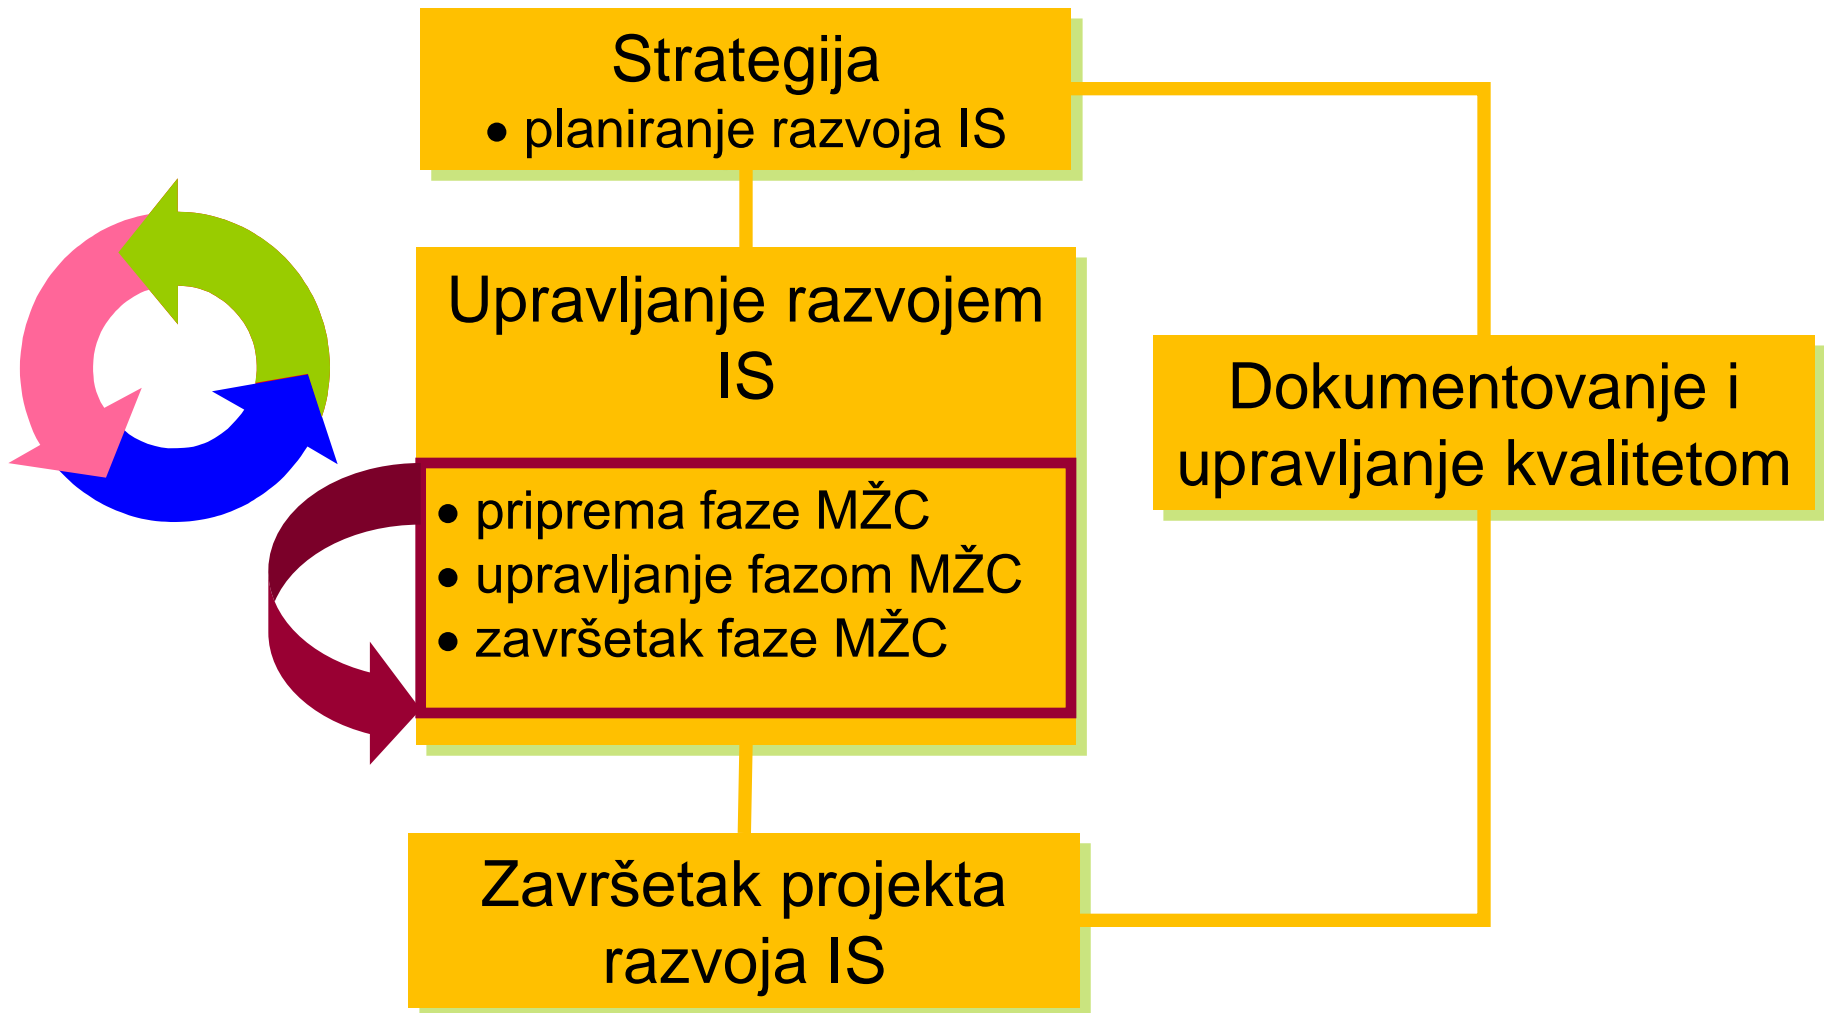 Strategija
• planiranje razvoja IS
Upravljanje razvojem
IS
• priprema faze MŽC
• upravljanje fazom MŽC
• završetak faze MŽC
Dokumentovanje i
upravljanje kvalitetom
Završetak projekta
razvoja IS